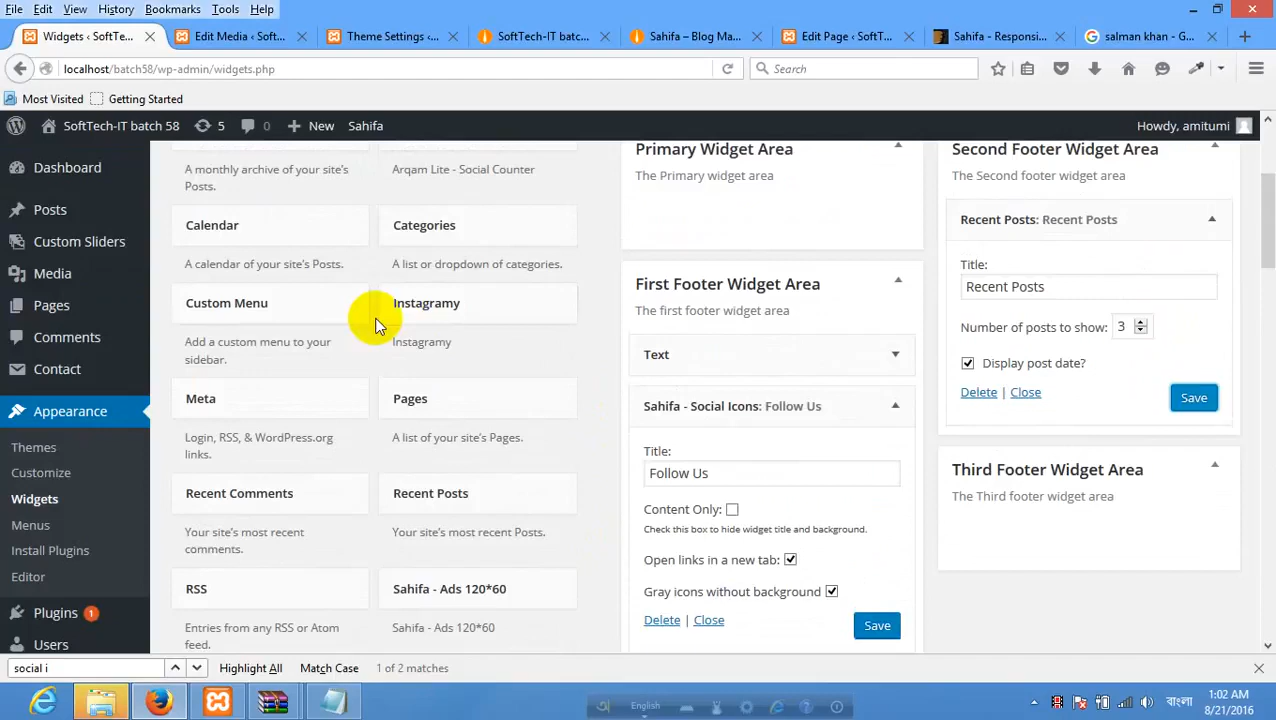 File Edit View History Bookmarks Tools Help
Widgets ‹ SoftTe...
Edit Media ‹ Soft...
Theme Settings ‹...
SoftTech-IT batc...
Sahifa – Blog Ma...
Edit Page ‹ SoftT...
Sahifa - Responsi...
salman khan - G...
localhost/batch58/wp-admin/widgets.php
Search
Most Visited Getting Started
SoftTech-IT batch 58 5 0 New Sahifa Howdy, amitumi
Dashboard
Posts
Custom Sliders
Media
Pages
Comments
Contact
Appearance
Themes
Customize
Widgets
Menus
Install Plugins
Editor
Plugins 1
Users
A monthly archive of your site's
Posts.
Arqam Lite - Social Counter
Calendar
A calendar of your site's Posts.
Categories
A list or dropdown of categories.
Custom Menu
Add a custom menu to your
sidebar.
Instagramy
Instagramy
Meta
Login, RSS, & WordPress.org
links.
Pages
A list of your site's Pages.
Recent Comments
Your site's most recent
comments.
Recent Posts
Your site's most recent Posts.
RSS
Entries from any RSS or Atom
feed.
Sahifa - Ads 120*60
Sahifa - Ads 120*60
Primary Widget Area
The Primary widget area
First Footer Widget Area
The first footer widget area
Text
Sahifa - Social Icons: Follow Us
Title:
Follow Us
Content Only:
Check this box to hide widget title and background.
Open links in a new tab:
Gray icons without background
Delete | Close
Save
Second Footer Widget Area
The Second footer widget area
Recent Posts: Recent Posts
Title:
Recent Posts
Number of posts to show: 3
Display post date?
Delete | Close
Save
Third Footer Widget Area
The Third footer widget area
social i
Highlight All Match Case 1 of 2 matches
English
বাংলা
1:02 AM
8/21/2016